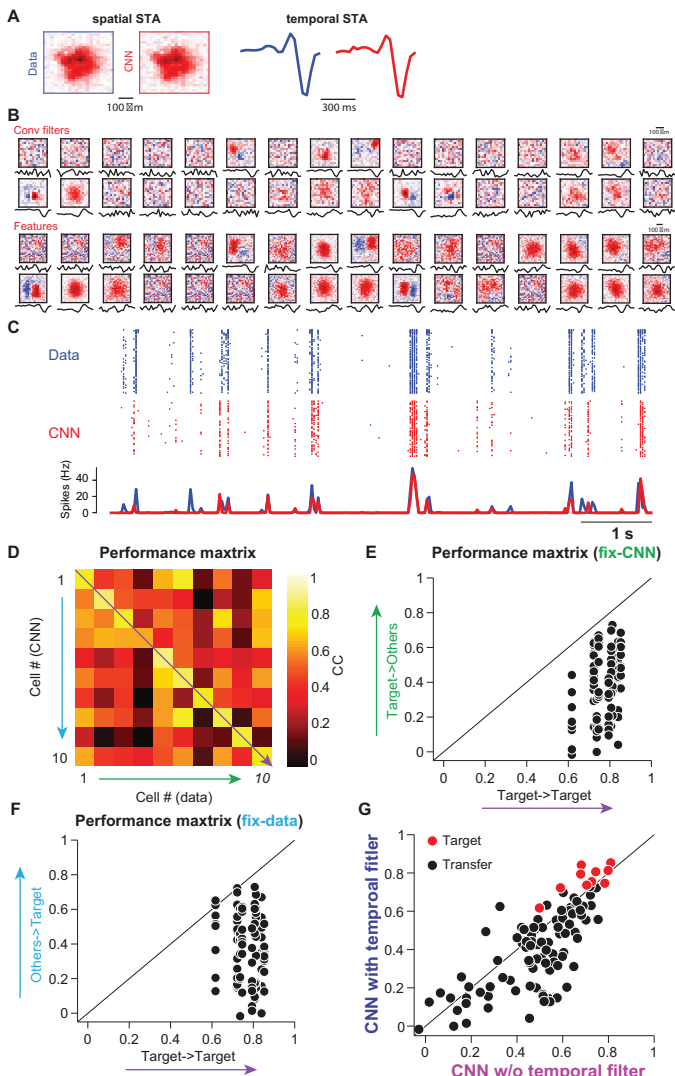 A
spatial STA
temporal STA
Data
CNN
100 m
300 ms
B
Conv filters
100 m
Features
100 m
C
Data
CNN
Spikes (Hz)
40
20
0
1 s
D
Performance maxtrix
1
10
Cell # (CNN)
1
10
Cell # (data)
1
0.8
0.6
0.4
0.2
0
CC
E
Performance maxtrix (fix-CNN)
Target->Others
1
0.8
0.6
0.4
0.2
0
0
0.2
0.4
0.6
0.8
1
Target->Target
F
Performance maxtrix (fix-data)
Others->Target
1
0.8
0.6
0.4
0.2
0
0
0.2
0.4
0.6
0.8
1
Target->Target
G
Target
Transfer
CNN with temproal fitler
1
0.8
0.6
0.4
0.2
0
0
0.2
0.4
0.6
0.8
1
CNN w/o temporal filter